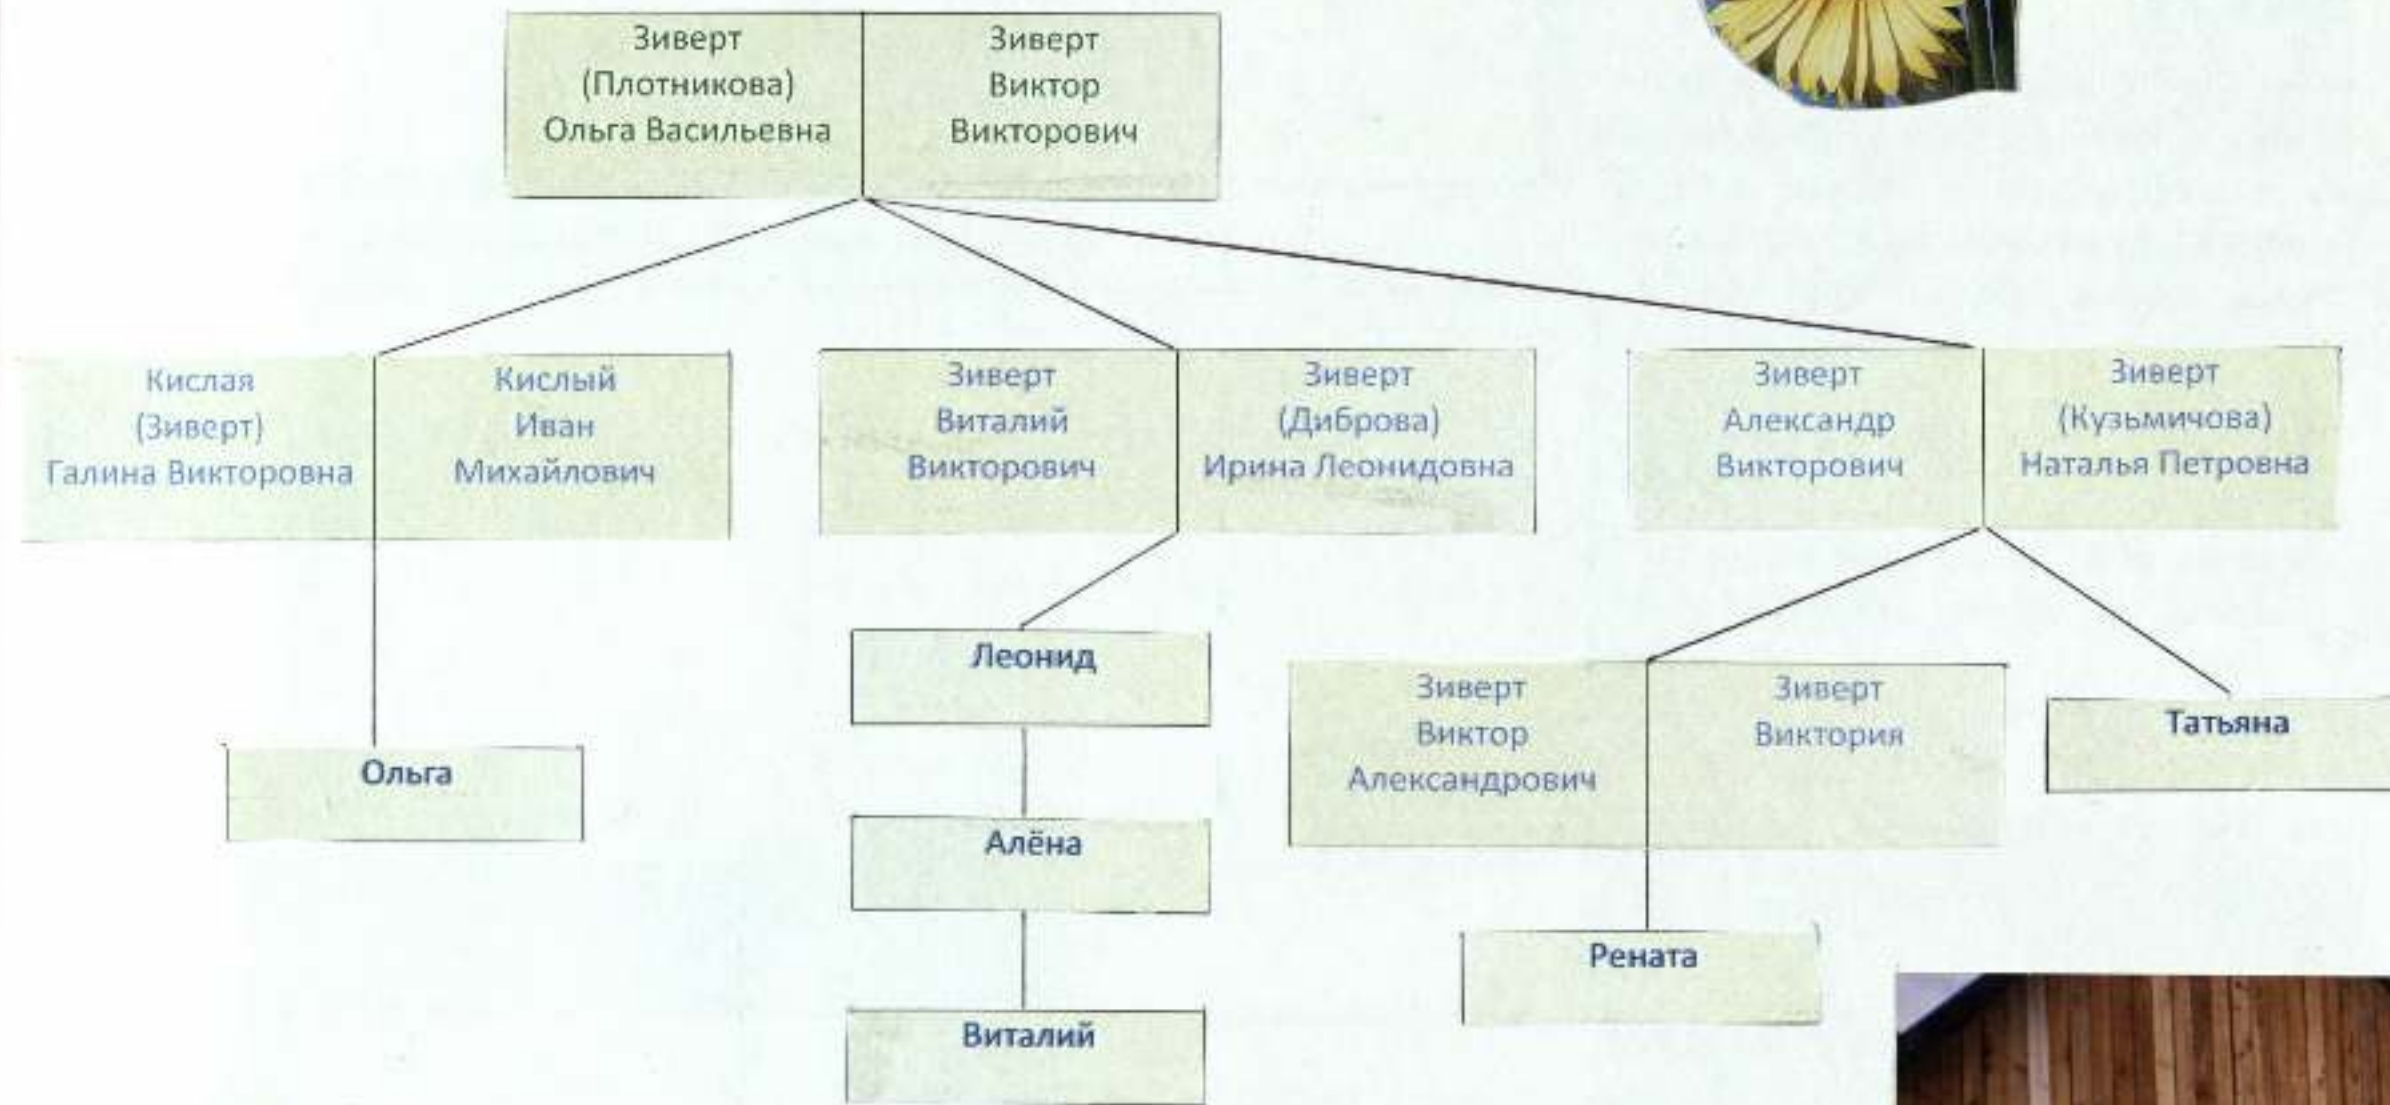 Зиверт
(Плотникова)
Ольга Васильевна
Зиверт
Виктор
Викторович
Кислая
(Зиверт)
Галина Викторовна
Кислый
Иван
Михайлович
Зиверт
Виталий
Викторович
Зиверт
(Диброва)
Ирина Леонидовна
Зиверт
Александр
Викторович
Зиверт
(Кузьмичова)
Наталья Петровна
Леонид
Зиверт
Виктор
Александрович
Зиверт
Виктория
Татьяна
Ольга
Алёна
Рената
Виталий